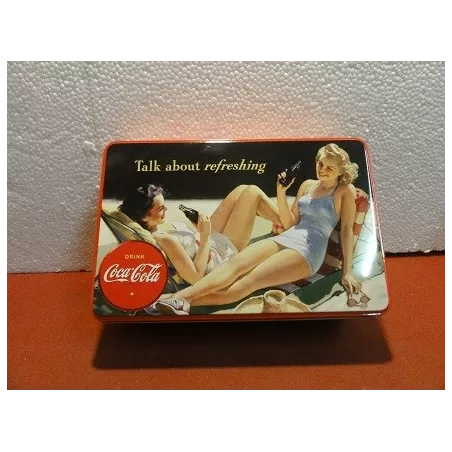 Talk about refreshing
DRINK
Coca-Cola